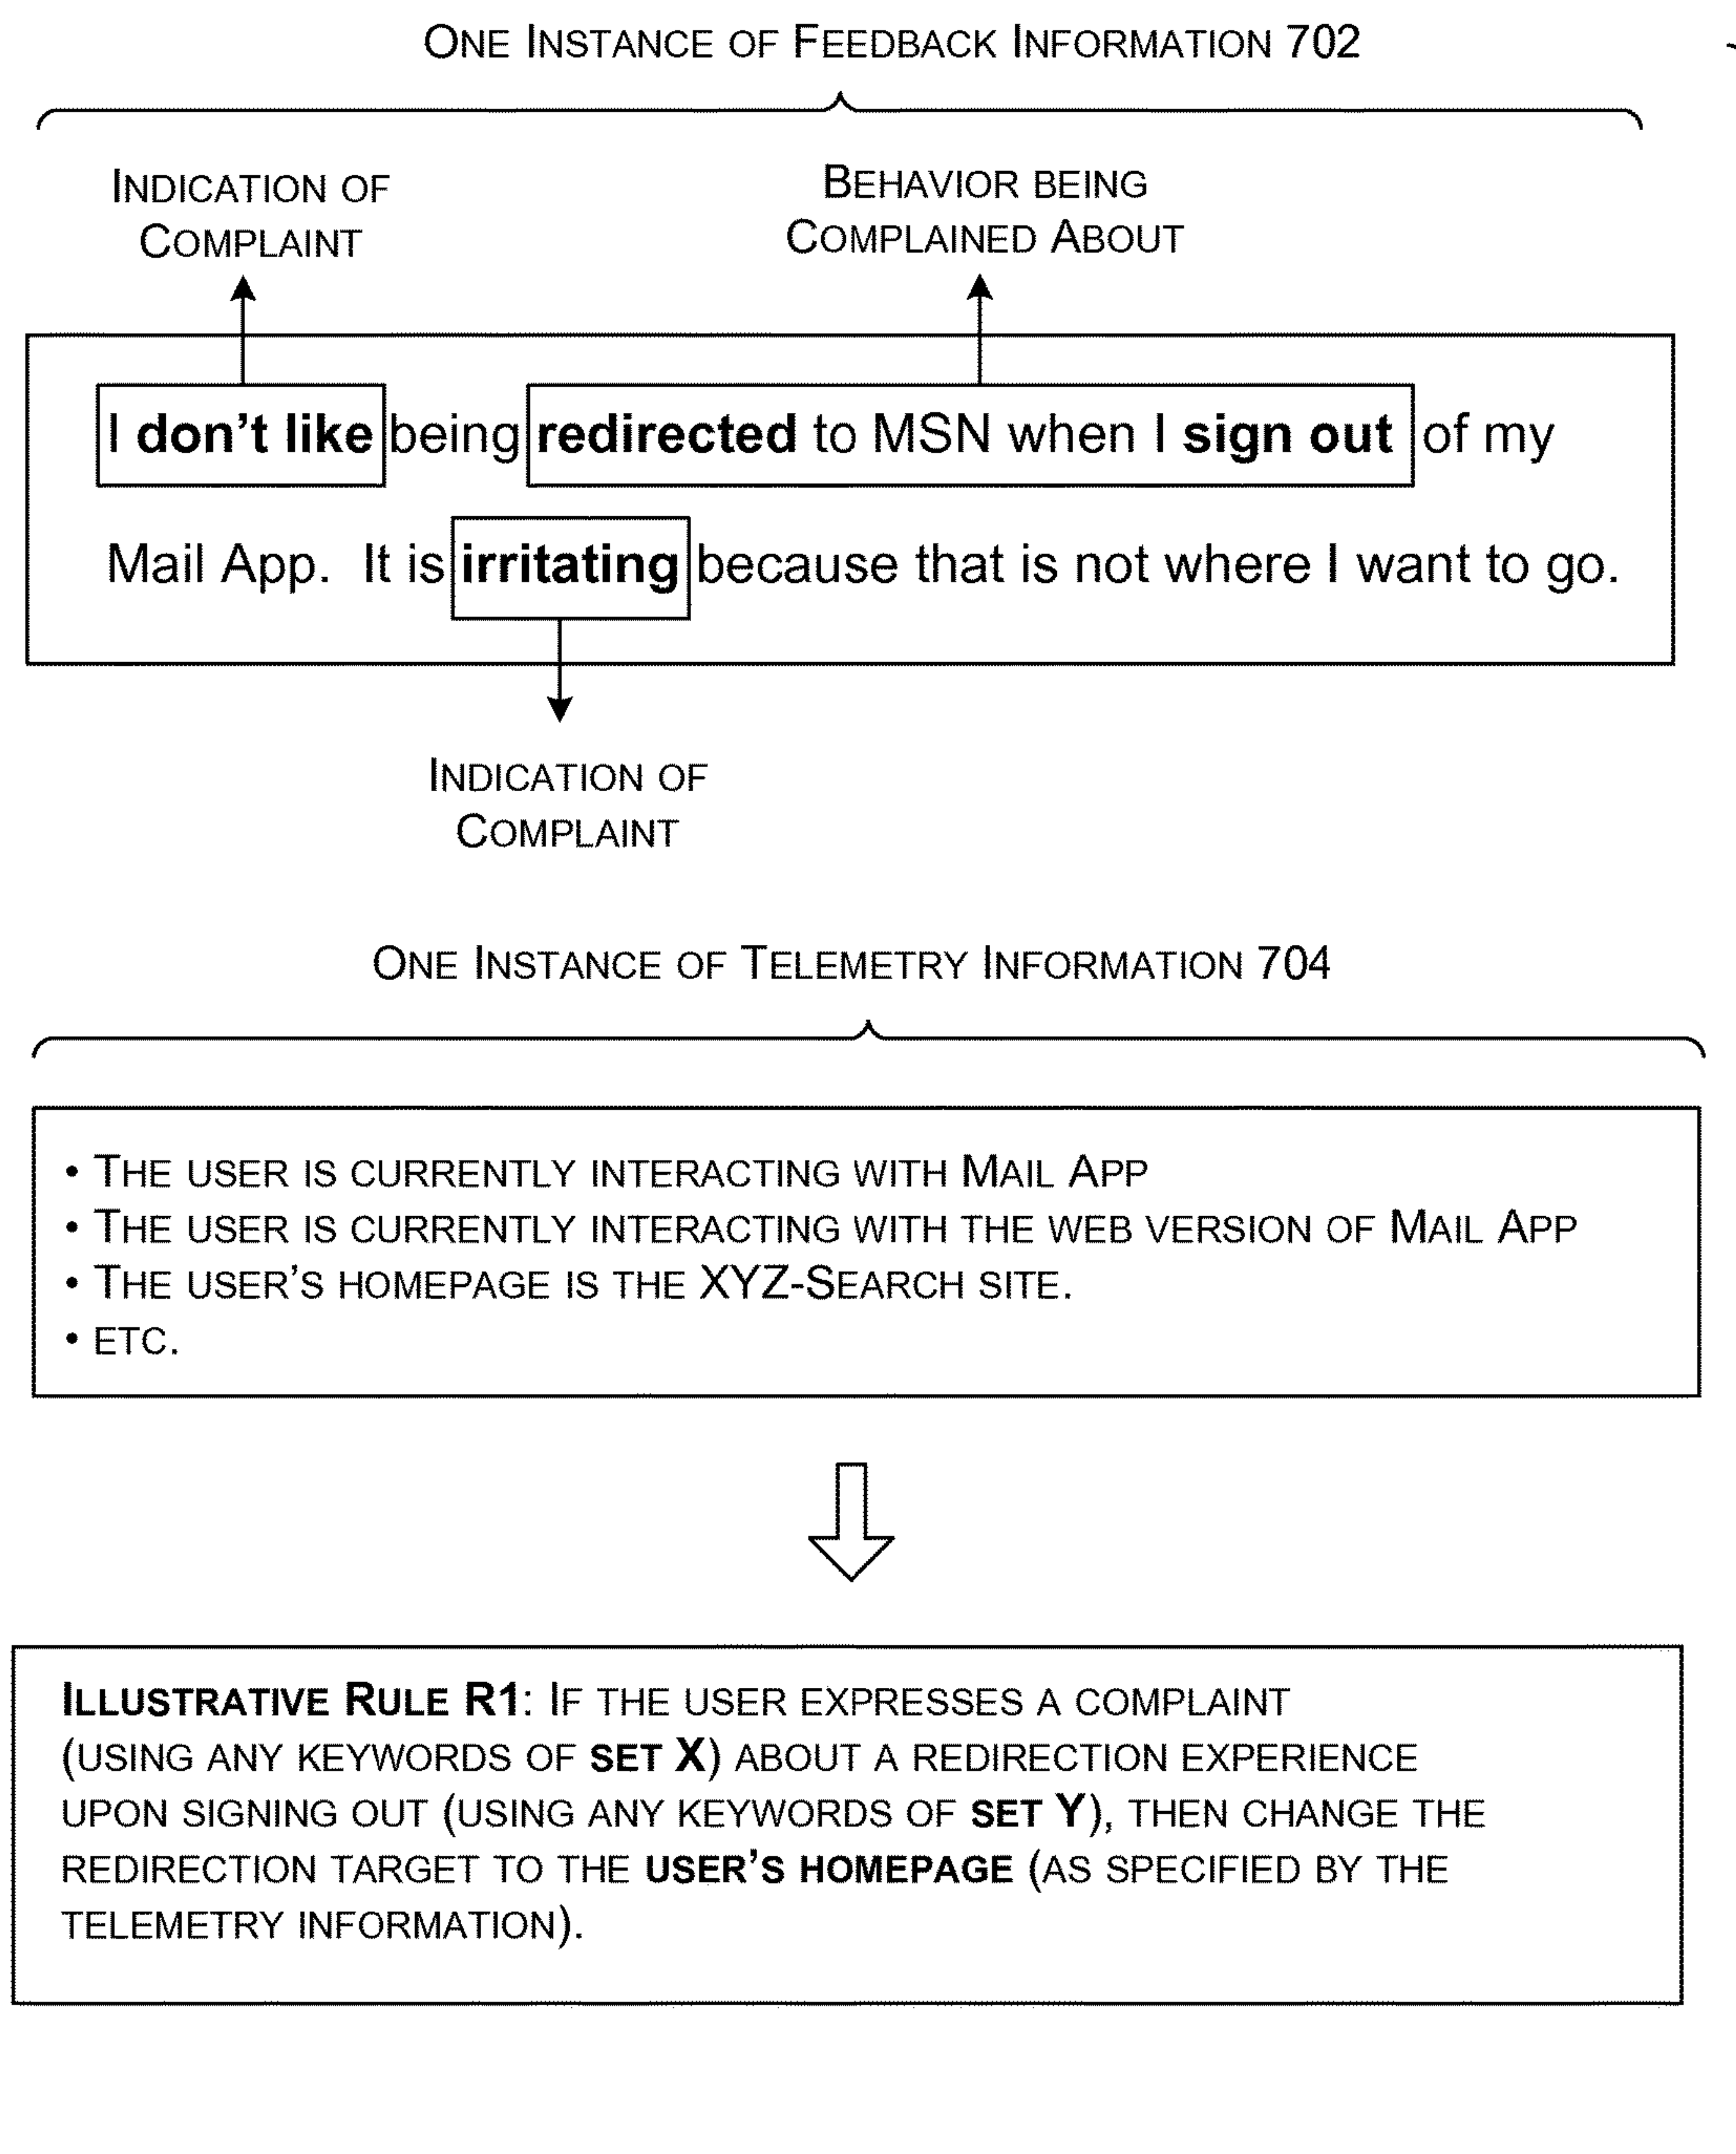 ONE INSTANCE OF FEEDBACK INFORMATION 702
INDICATION OF
COMPLAINT
BEHAVIOR BEING
COMPLAINED ABOUT
I don't like being redirected to MSN when I sign out of my
Mail App. It is irritating because that is not where I want to go.
INDICATION OF
COMPLAINT
ONE INSTANCE OF TELEMETRY INFORMATION 704
• THE USER IS CURRENTLY INTERACTING WITH MAIL APP
• THE USER IS CURRENTLY INTERACTING WITH THE WEB VERSION OF MAIL APP
• THE USER'S HOMEPAGE IS THE XYZ-SEARCH SITE.
• ETC.
ILLUSTRATIVE RULE R1: IF THE USER EXPRESSES A COMPLAINT
(USING ANY KEYWORDS OF SET X) ABOUT A REDIRECTION EXPERIENCE
UPON SIGNING OUT (USING ANY KEYWORDS OF SET Y), THEN CHANGE THE
REDIRECTION TARGET TO THE USER'S HOMEPAGE (AS SPECIFIED BY THE
TELEMETRY INFORMATION).